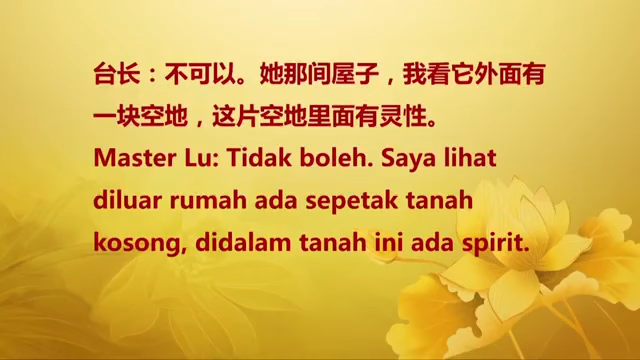 台长：不可以。她那间屋子，我看它外面有
一块空地，这片空地里面有灵性。
Master Lu: Tidak boleh. Saya lihat
diluar rumah ada sepetak tanah
kosong, didalam tanah ini ada spirit.